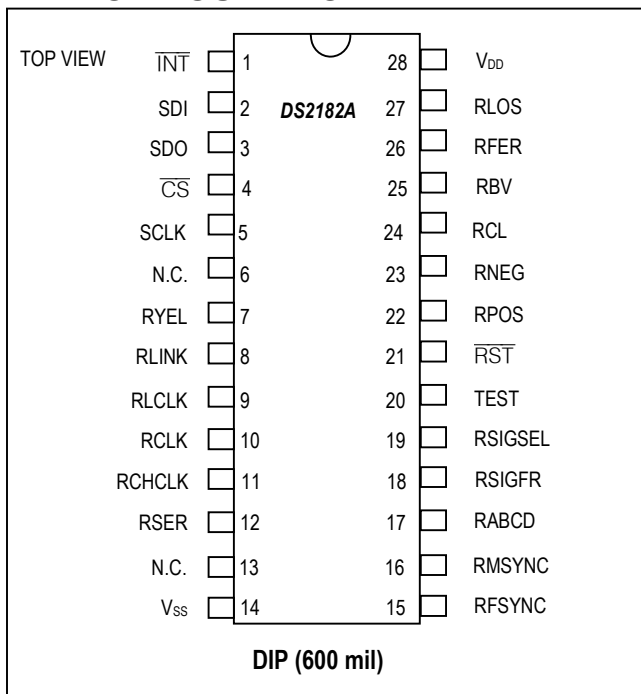 TOP VIEW
INT 1 28 VDD
SDI 2 DS2182A 27 RLOS
SDO 3 26 RFER
CS 4 25 RBV
SCLK 5 24 RCL
N.C. 6 23 RNEG
RYEL 7 22 RPOS
RLINK 8 21 RST
RLCLK 9 20 TEST
RCLK 10 19 RSIGSEL
RCHCLK 11 18 RSIGFR
RSER 12 17 RABCD
N.C. 13 16 RMSYNC
Vss 14 15 RFSYNC
DIP (600 mil)